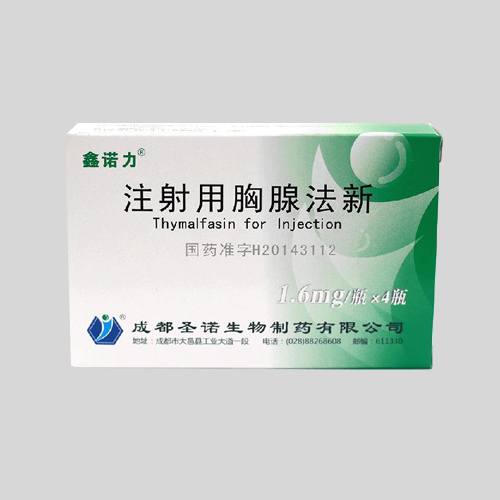 鑫诺力®
注射用胸腺法新
Thymalfasin for Injection
国药准字H20143112
1.6mg/瓶×4瓶
成都圣诺生物制药有限公司
地址：成都市大邑县工业大道一段 电话：(028)88268608 邮编：611330